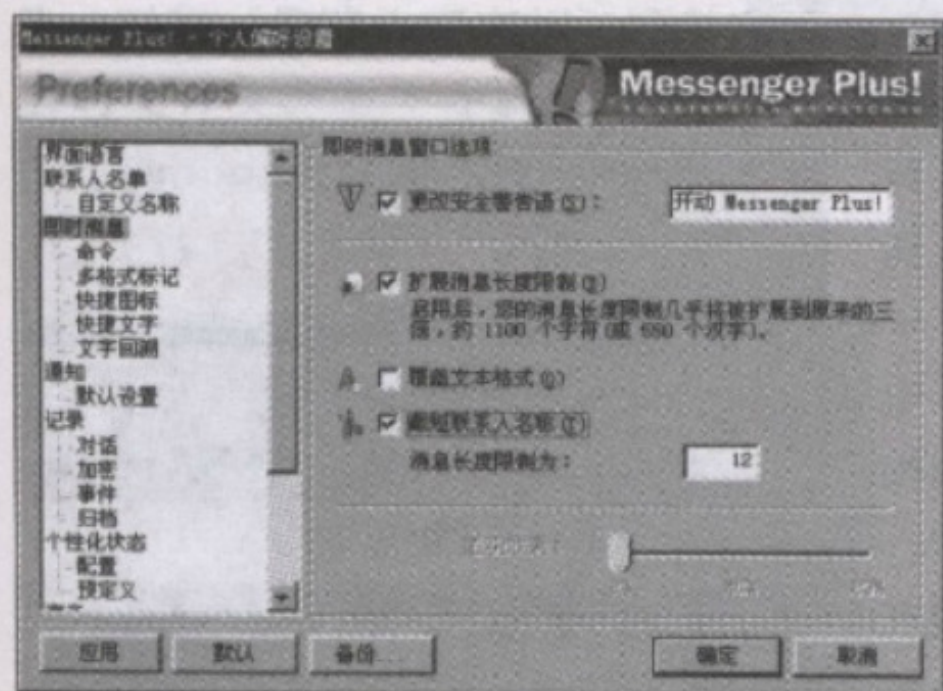 Messenger Plus! - 个人偏好设置
Preferences
Messenger Plus!
界面语言
联系人名单
自定义名称
即时消息
命令
多格式标记
快捷图标
快捷文字
文字回溯
通知
默认设置
记录
对话
加密
事件
归档
个性化状态
配置
预定义
即时消息窗口选项
更改安全警告语(S):
开动 Messenger Plus!
扩展消息长度限制
启用后,您的消息长度限制几乎将被扩展到原来的三
倍,约 1100 个字符(或 550 个汉字)。
覆盖文本格式
缩短联系人名称
消息长度限制为:
12
应用
默认
备份...
确定
取消